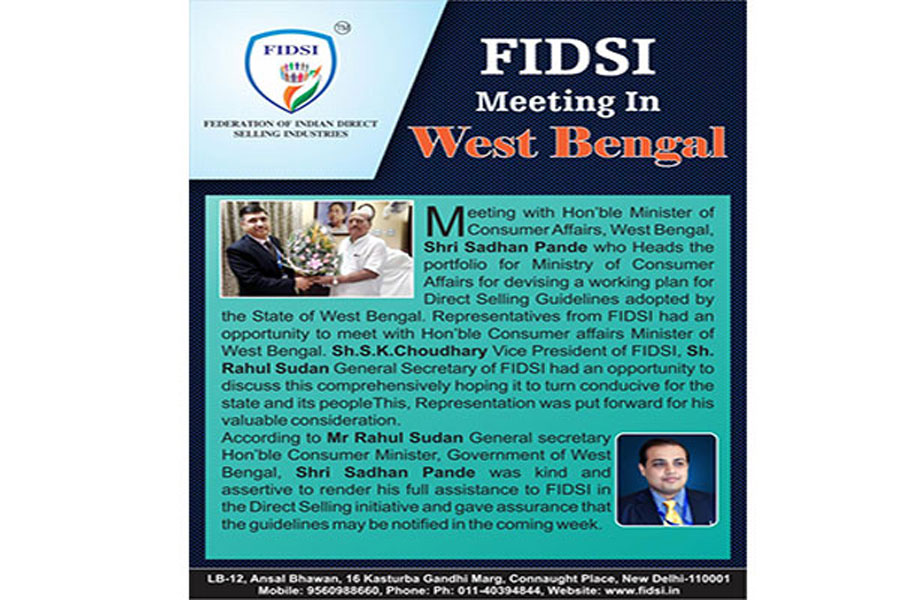 TM
FIDSI
FEDERATION OF INDIAN DIRECT
SELLING INDUSTRIES
FIDSI
Meeting In
West Bengal
Meeting with Hon'ble Minister of
Consumer Affairs, West Bengal,
Shri Sadhan Pande who Heads the
portfolio for Ministry of Consumer
Affairs for devising a working plan for
Direct Selling Guidelines adopted by
the State of West Bengal. Representatives from FIDSI had an
opportunity to meet with Hon'ble Consumer affairs Minister of
West Bengal. Sh.S.K.Choudhary Vice President of FIDSI, Sh.
Rahul Sudan General Secretary of FIDSI had an opportunity to
discuss this comprehensively hoping it to turn conducive for the
state and its peopleThis, Representation was put forward for his
valuable consideration.
According to Mr Rahul Sudan General secretary
Hon'ble Consumer Minister, Government of West
Bengal, Shri Sadhan Pande was kind and
assertive to render his full assistance to FIDSI in
the Direct Selling initiative and gave assurance that
the guidelines may be notified in the coming week.
LB-12, Ansal Bhawan, 16 Kasturba Gandhi Marg, Connaught Place, New Delhi-110001
Mobile: 9560988660, Phone: Ph: 011-40394844, Website: www.fidsi.in